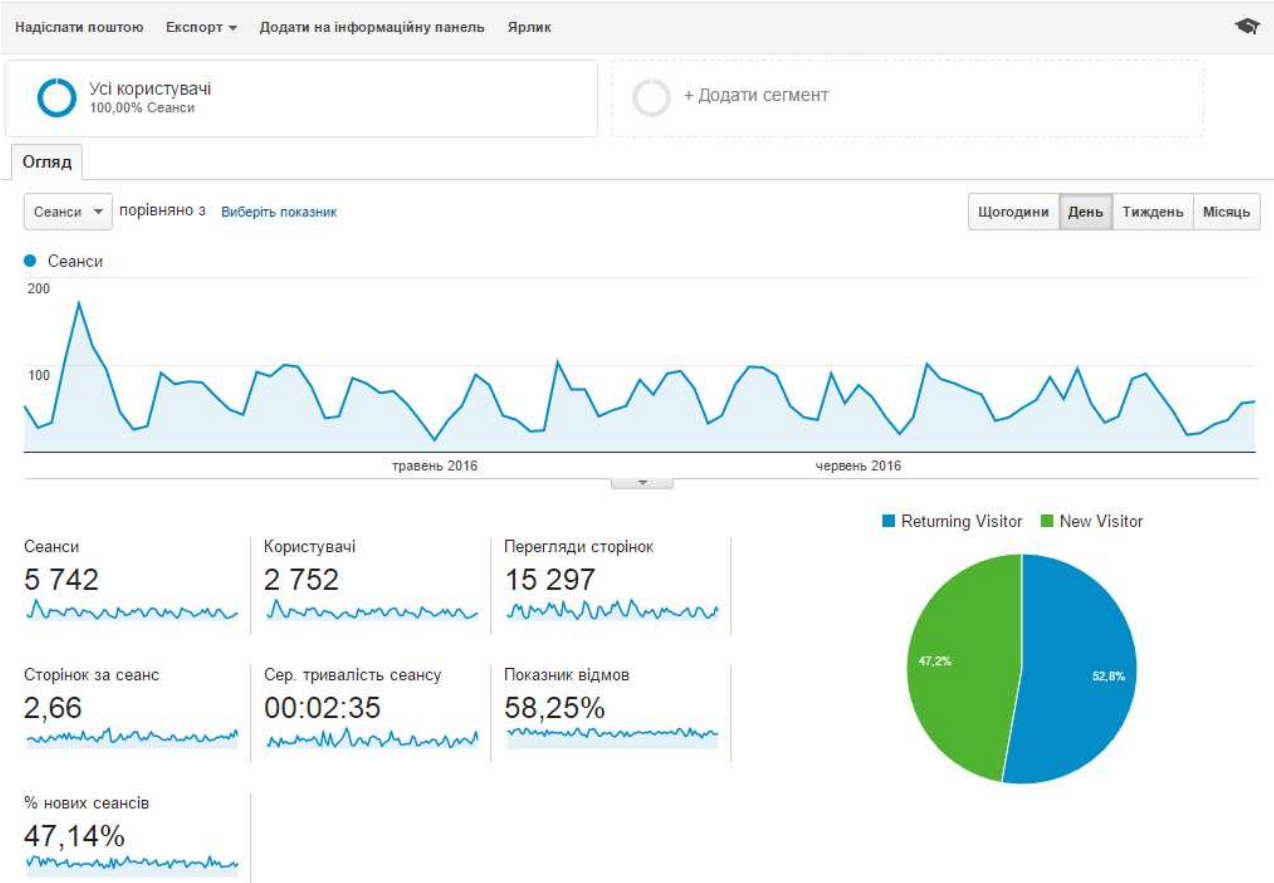 Надіслати поштою Експорт Додати на інформаційну панель Ярлик
Усі користувачі
100,00% Сеанси
+ Додати сегмент
Огляд
Сеанси порівняно з Виберіть показник
Щогодини День Тиждень Місяць
Сеанси
200
100
травень 2016 червень 2016
Returning Visitor New Visitor
Сеанси Користувачі Перегляди сторінок
5 742 2 752 15 297
47,2%
52,8%
Сторінок за сеанс Сер. тривалість сеансу Показник відмов
2,66 00:02:35 58,25%
% нових сеансів
47,14%